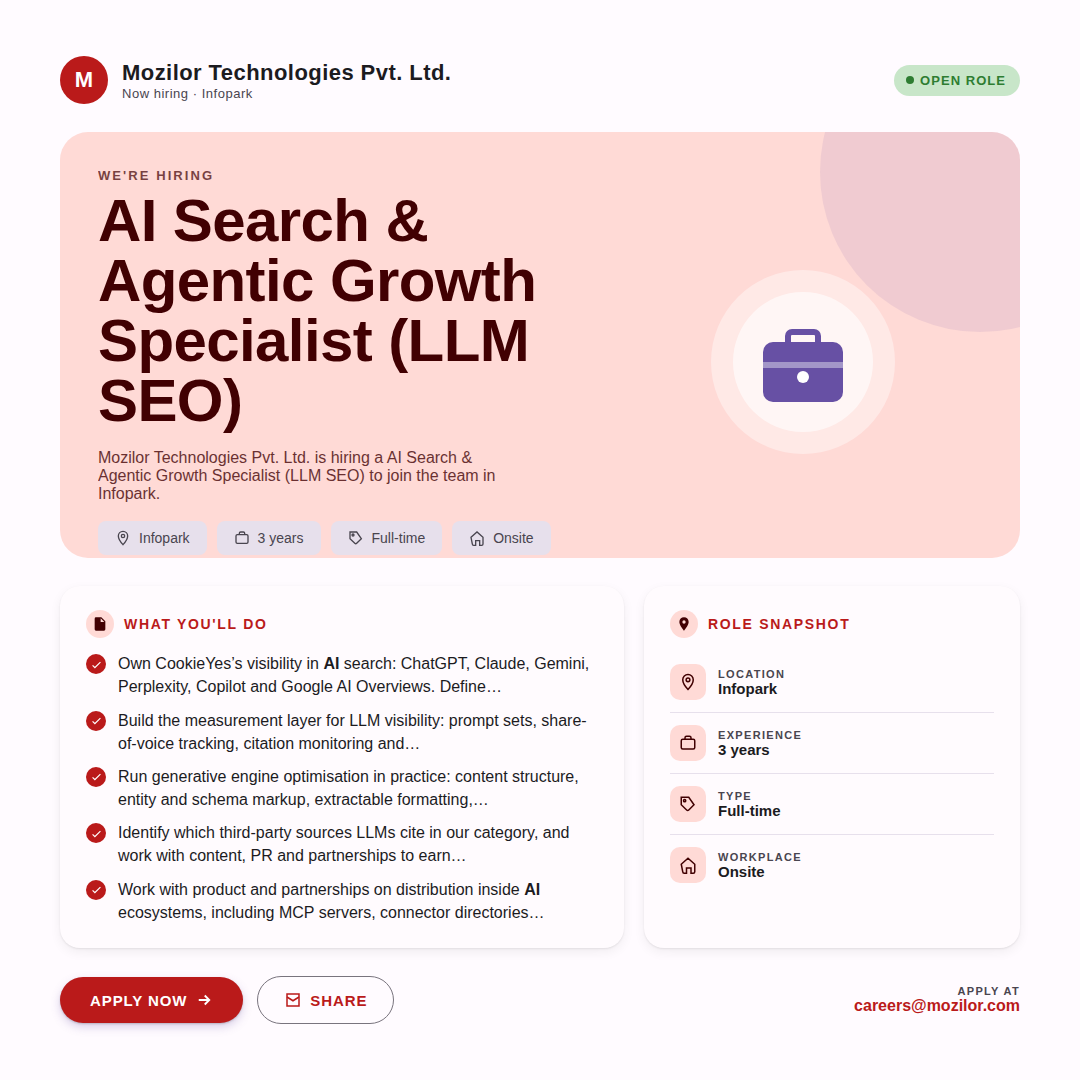 M
Mozilor Technologies Pvt. Ltd.
Now hiring · Infopark
OPEN ROLE
WE'RE HIRING
AI Search &
Agentic Growth
Specialist (LLM
SEO)
Mozilor Technologies Pvt. Ltd. is hiring a AI Search &
Agentic Growth Specialist (LLM SEO) to join the team in
Infopark.
Infopark
3 years
Full-time
Onsite
WHAT YOU'LL DO
Own CookieYes’s visibility in AI search: ChatGPT, Claude, Gemini,
Perplexity, Copilot and Google AI Overviews. Define…
Build the measurement layer for LLM visibility: prompt sets, share-
of-voice tracking, citation monitoring and…
Run generative engine optimisation in practice: content structure,
entity and schema markup, extractable formatting,…
Identify which third-party sources LLMs cite in our category, and
work with content, PR and partnerships to earn…
Work with product and partnerships on distribution inside AI
ecosystems, including MCP servers, connector directories…
ROLE SNAPSHOT
LOCATION
Infopark
EXPERIENCE
3 years
TYPE
Full-time
WORKPLACE
Onsite
APPLY NOW
SHARE
APPLY AT
careers@mozilor.com